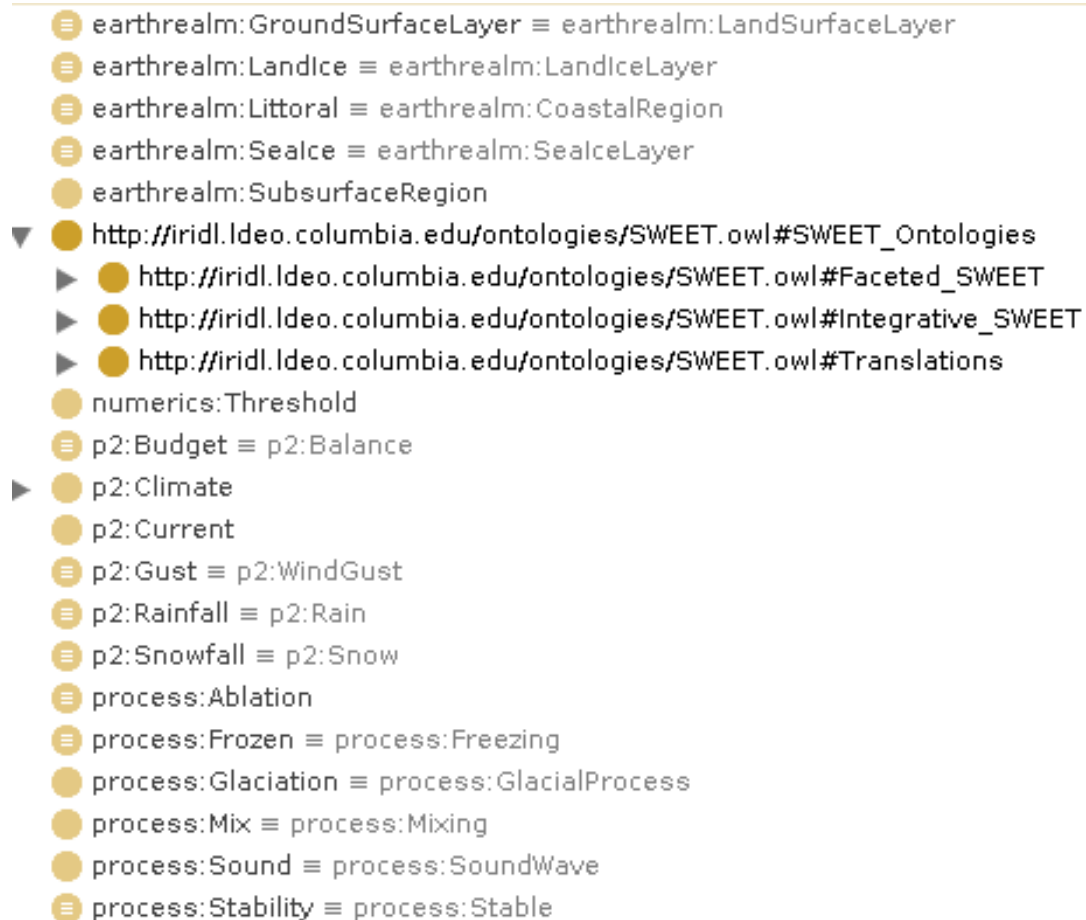 earthrealm:GroundSurfaceLayer ≡ earthrealm:LandSurfaceLayer
earthrealm:LandIce ≡ earthrealm:LandIceLayer
earthrealm:Littoral ≡ earthrealm:CoastalRegion
earthrealm:SeaIce ≡ earthrealm:SeaIceLayer
earthrealm:SubsurfaceRegion
http://iridl.ldeo.columbia.edu/ontologies/SWEET.owl#SWEET_Ontologies
http://iridl.ldeo.columbia.edu/ontologies/SWEET.owl#Faceted_SWEET
http://iridl.ldeo.columbia.edu/ontologies/SWEET.owl#Integrative_SWEET
http://iridl.ldeo.columbia.edu/ontologies/SWEET.owl#Translations
numerics:Threshold
p2:Budget ≡ p2:Balance
p2:Climate
p2:Current
p2:Gust ≡ p2:WindGust
p2:Rainfall ≡ p2:Rain
p2:Snowfall ≡ p2:Snow
process:Ablation
process:Frozen ≡ process:Freezing
process:Glaciation ≡ process:GlacialProcess
process:Mix ≡ process:Mixing
process:Sound ≡ process:SoundWave
process:Stability ≡ process:Stable